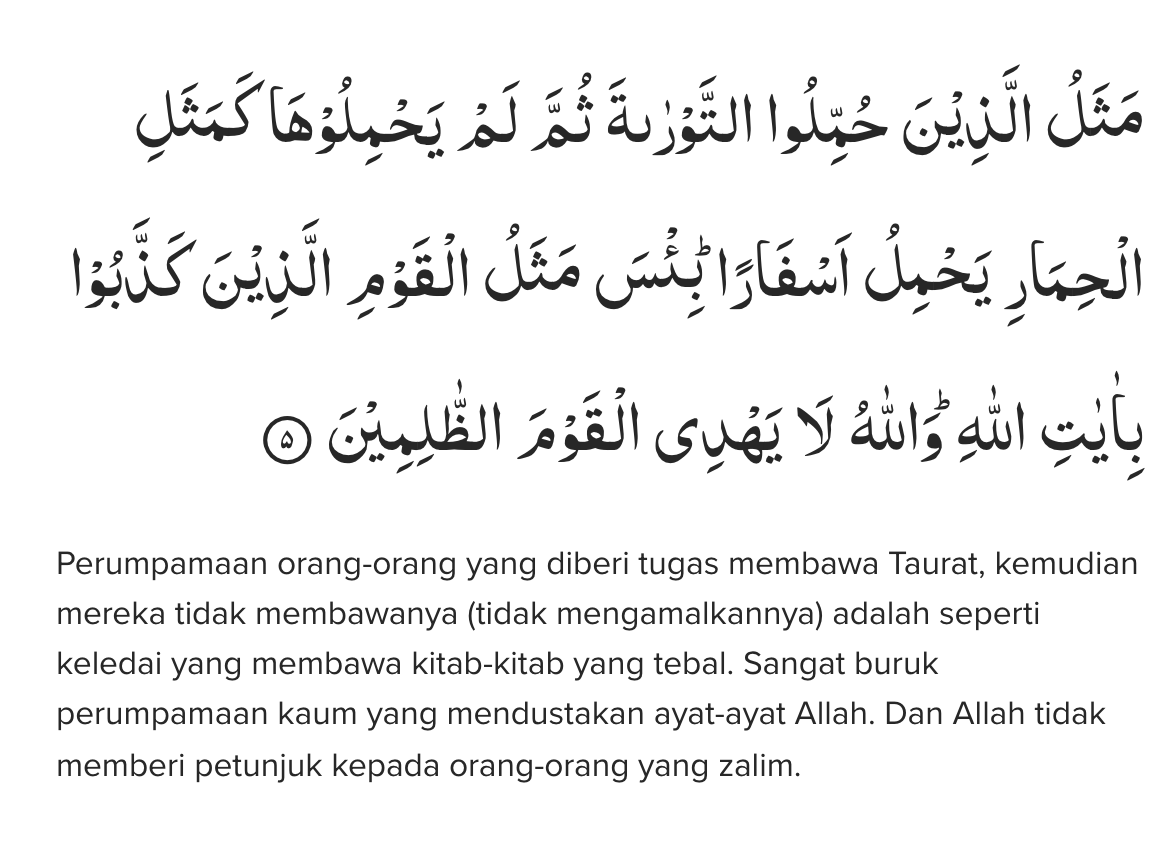 مَثَلُ الَّذِيْنَ حُمِّلُوا التَّوْرٰىةَ ثُمَّ لَمْ يَحْمِلُوْهَا كَمَثَلِ
الْحِمَارِ يَحْمِلُ اَسْفَارًاۗ بِئْسَ مَثَلُ الْقَوْمِ الَّذِيْنَ كَذَّبُوْا
بِاٰيٰتِ اللّٰهِ ۗوَاللّٰهُ لَا يَهْدِى الْقَوْمَ الظّٰلِمِيْنَ ۵
Perumpamaan orang-orang yang diberi tugas membawa Taurat, kemudian
mereka tidak membawanya (tidak mengamalkannya) adalah seperti
keledai yang membawa kitab-kitab yang tebal. Sangat buruk
perumpamaan kaum yang mendustakan ayat-ayat Allah. Dan Allah tidak
memberi petunjuk kepada orang-orang yang zalim.